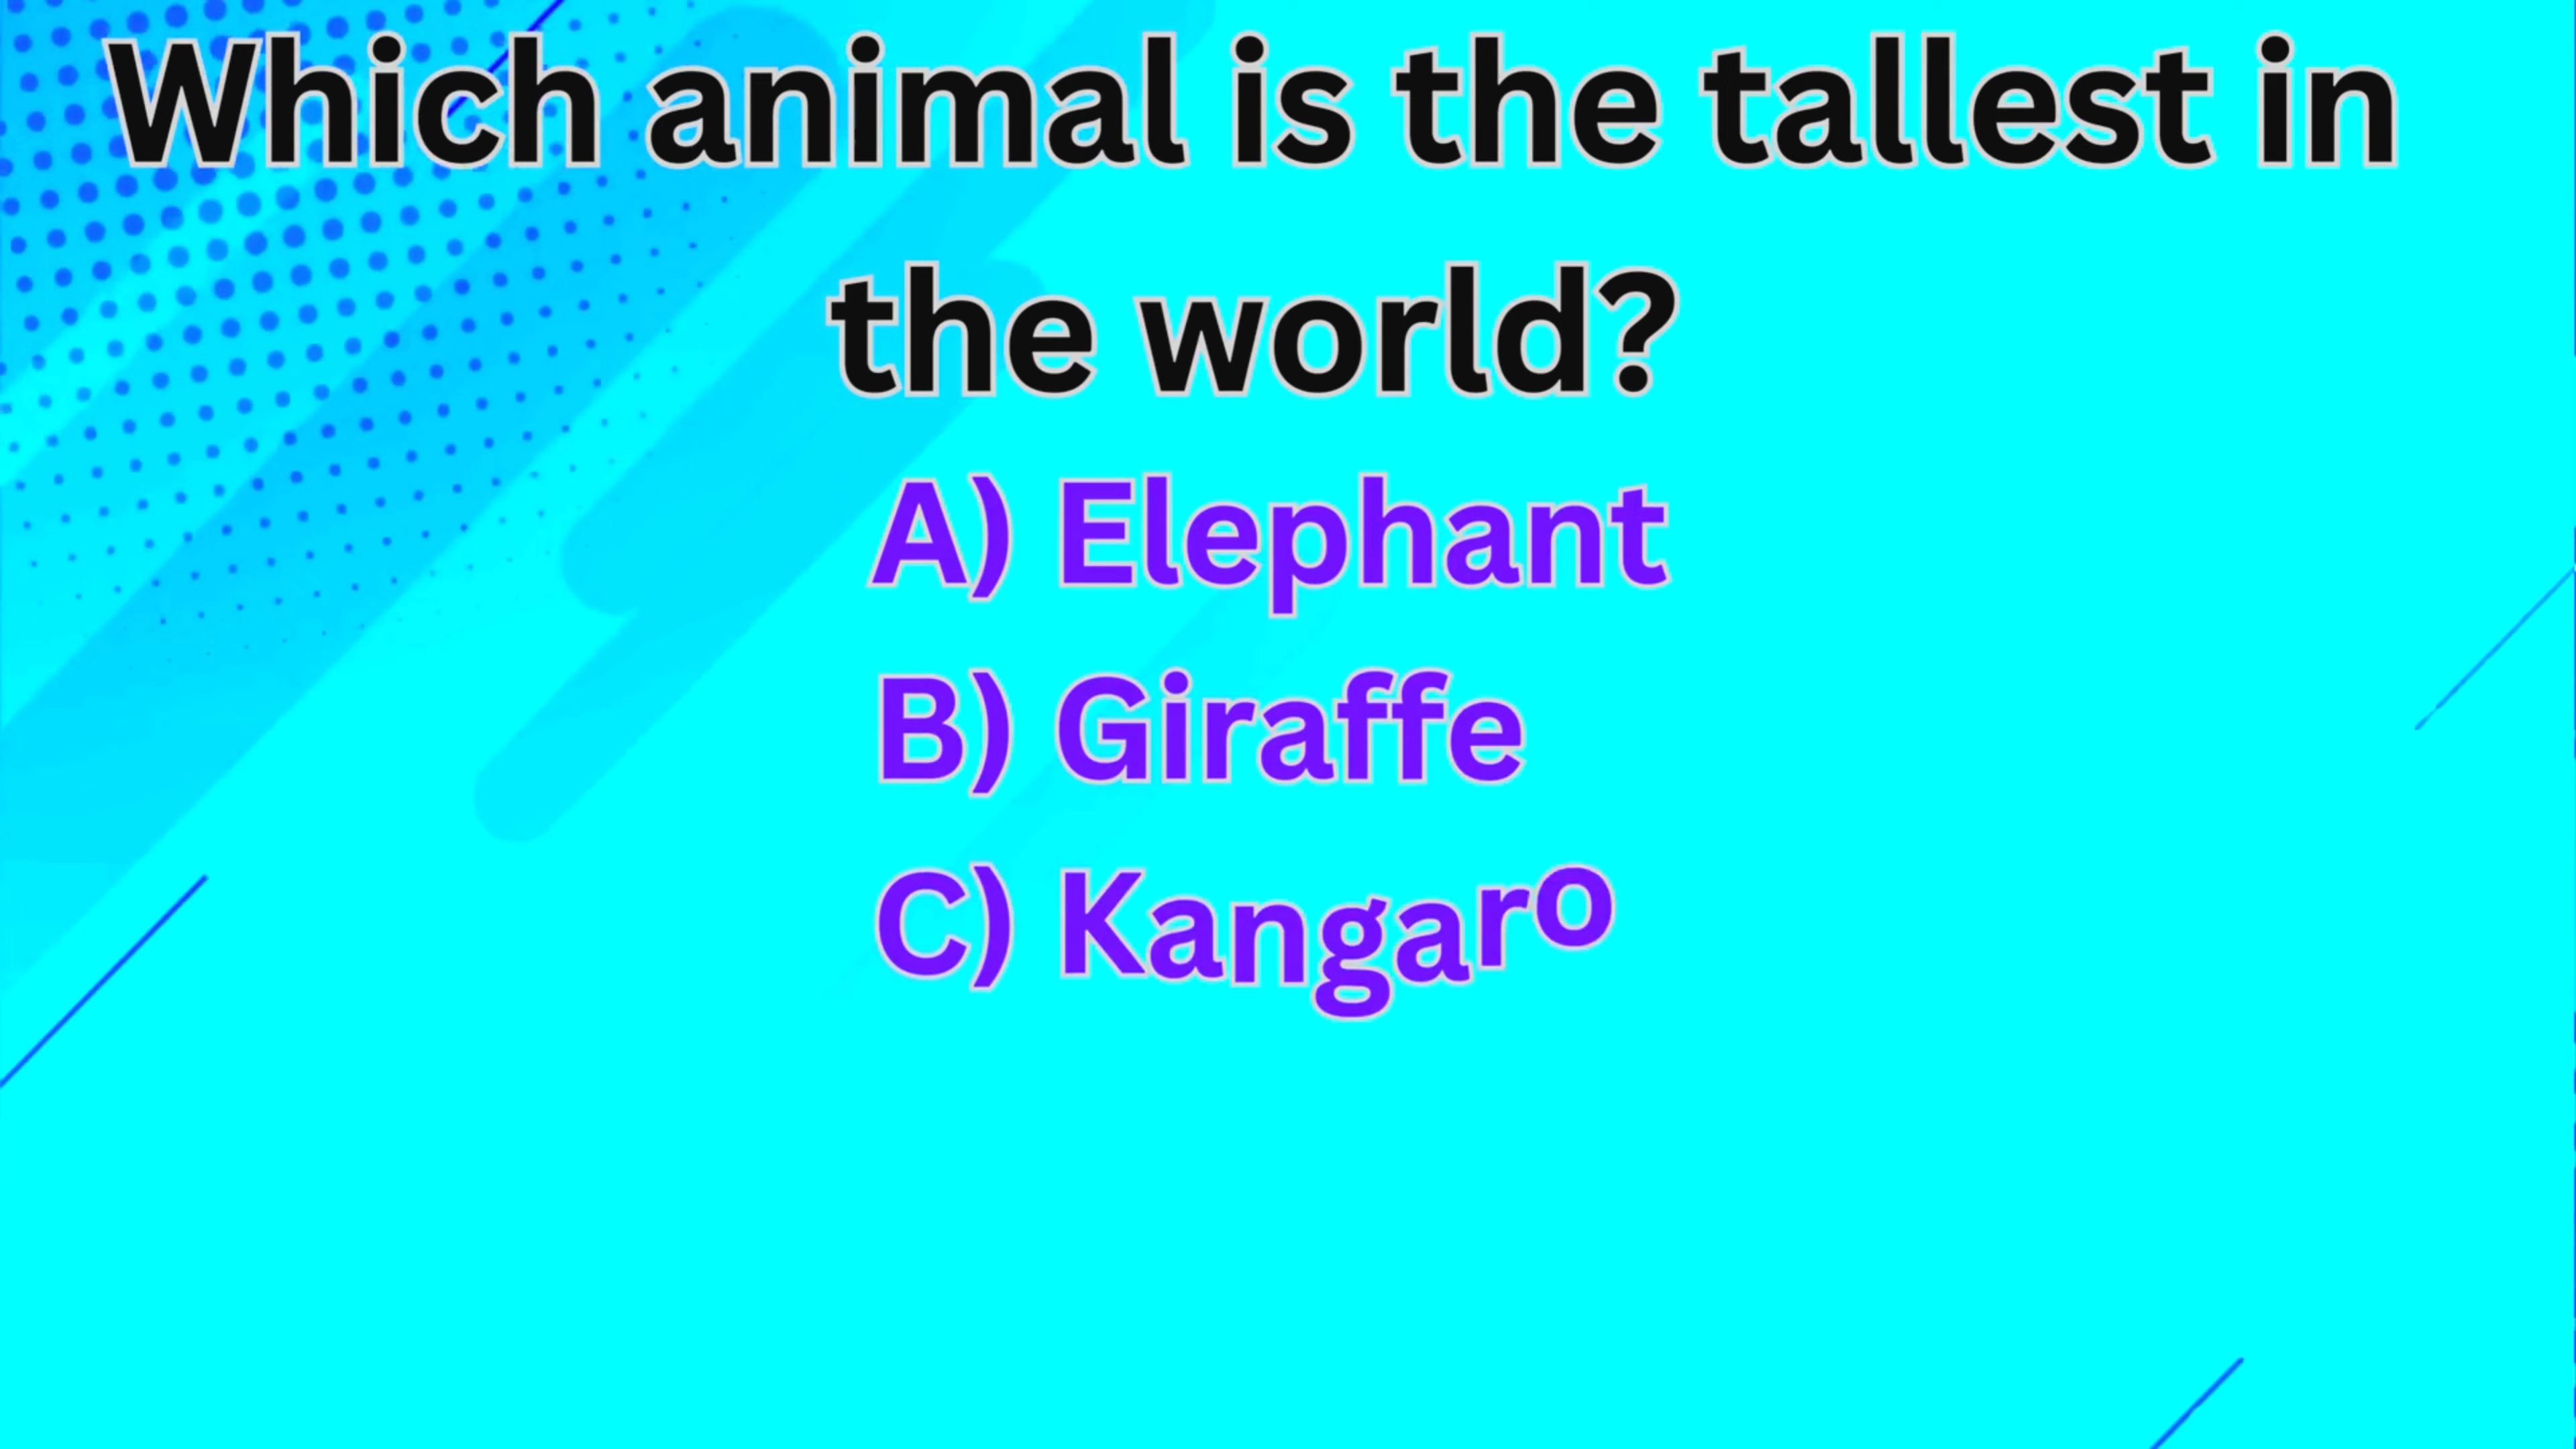 Which animal is the tallest in
the world?
A) Elephant
B) Giraffe
C) Kangaro